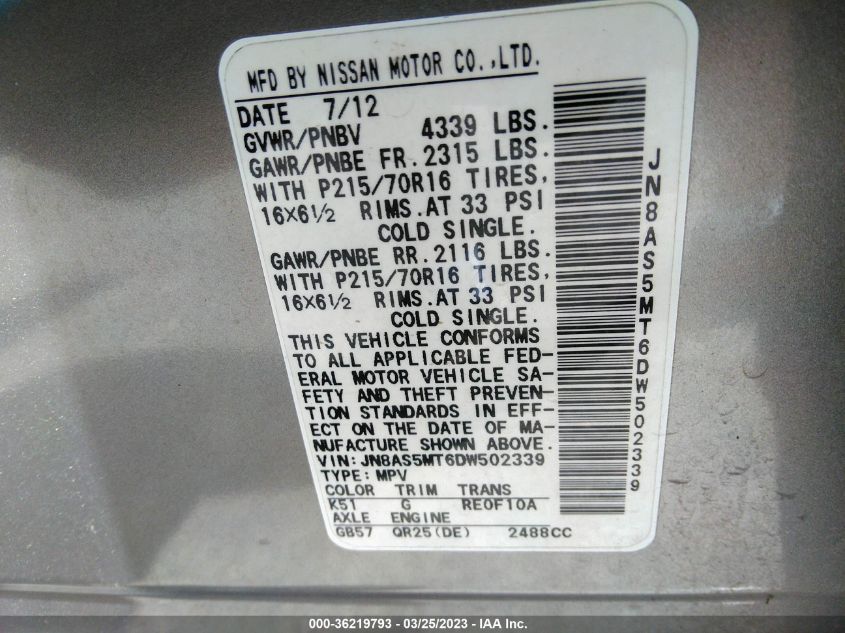 MFD BY NISSAN MOTOR CO.,LTD.
DATE 7/12
GVWR/PNBV 4339 LBS.
GAWR/PNBE FR. 2315 LBS.
WITH P215/70R16 TIRES,
16X6½ RIMS.AT 33 PSI
COLD SINGLE.
GAWR/PNBE RR. 2116 LBS.
WITH P215/70R16 TIRES,
16X6½ RIMS.AT 33 PSI
COLD SINGLE.
THIS VEHICLE CONFORMS
TO ALL APPLICABLE FED-
ERAL MOTOR VEHICLE SA-
FETY AND THEFT PREVEN-
TION STANDARDS IN EFF-
ECT ON THE DATE OF MA-
NUFACTURE SHOWN ABOVE.
VIN: JN8AS5MT6DW502339
TYPE: MPV
COLOR TRIM TRANS
K51 G RE0F10A
AXLE ENGINE
GB57 QR25(DE) 2488CC
JN8AS5MT6DW502339
000-36219793 - 03/25/2023 - IAA Inc.